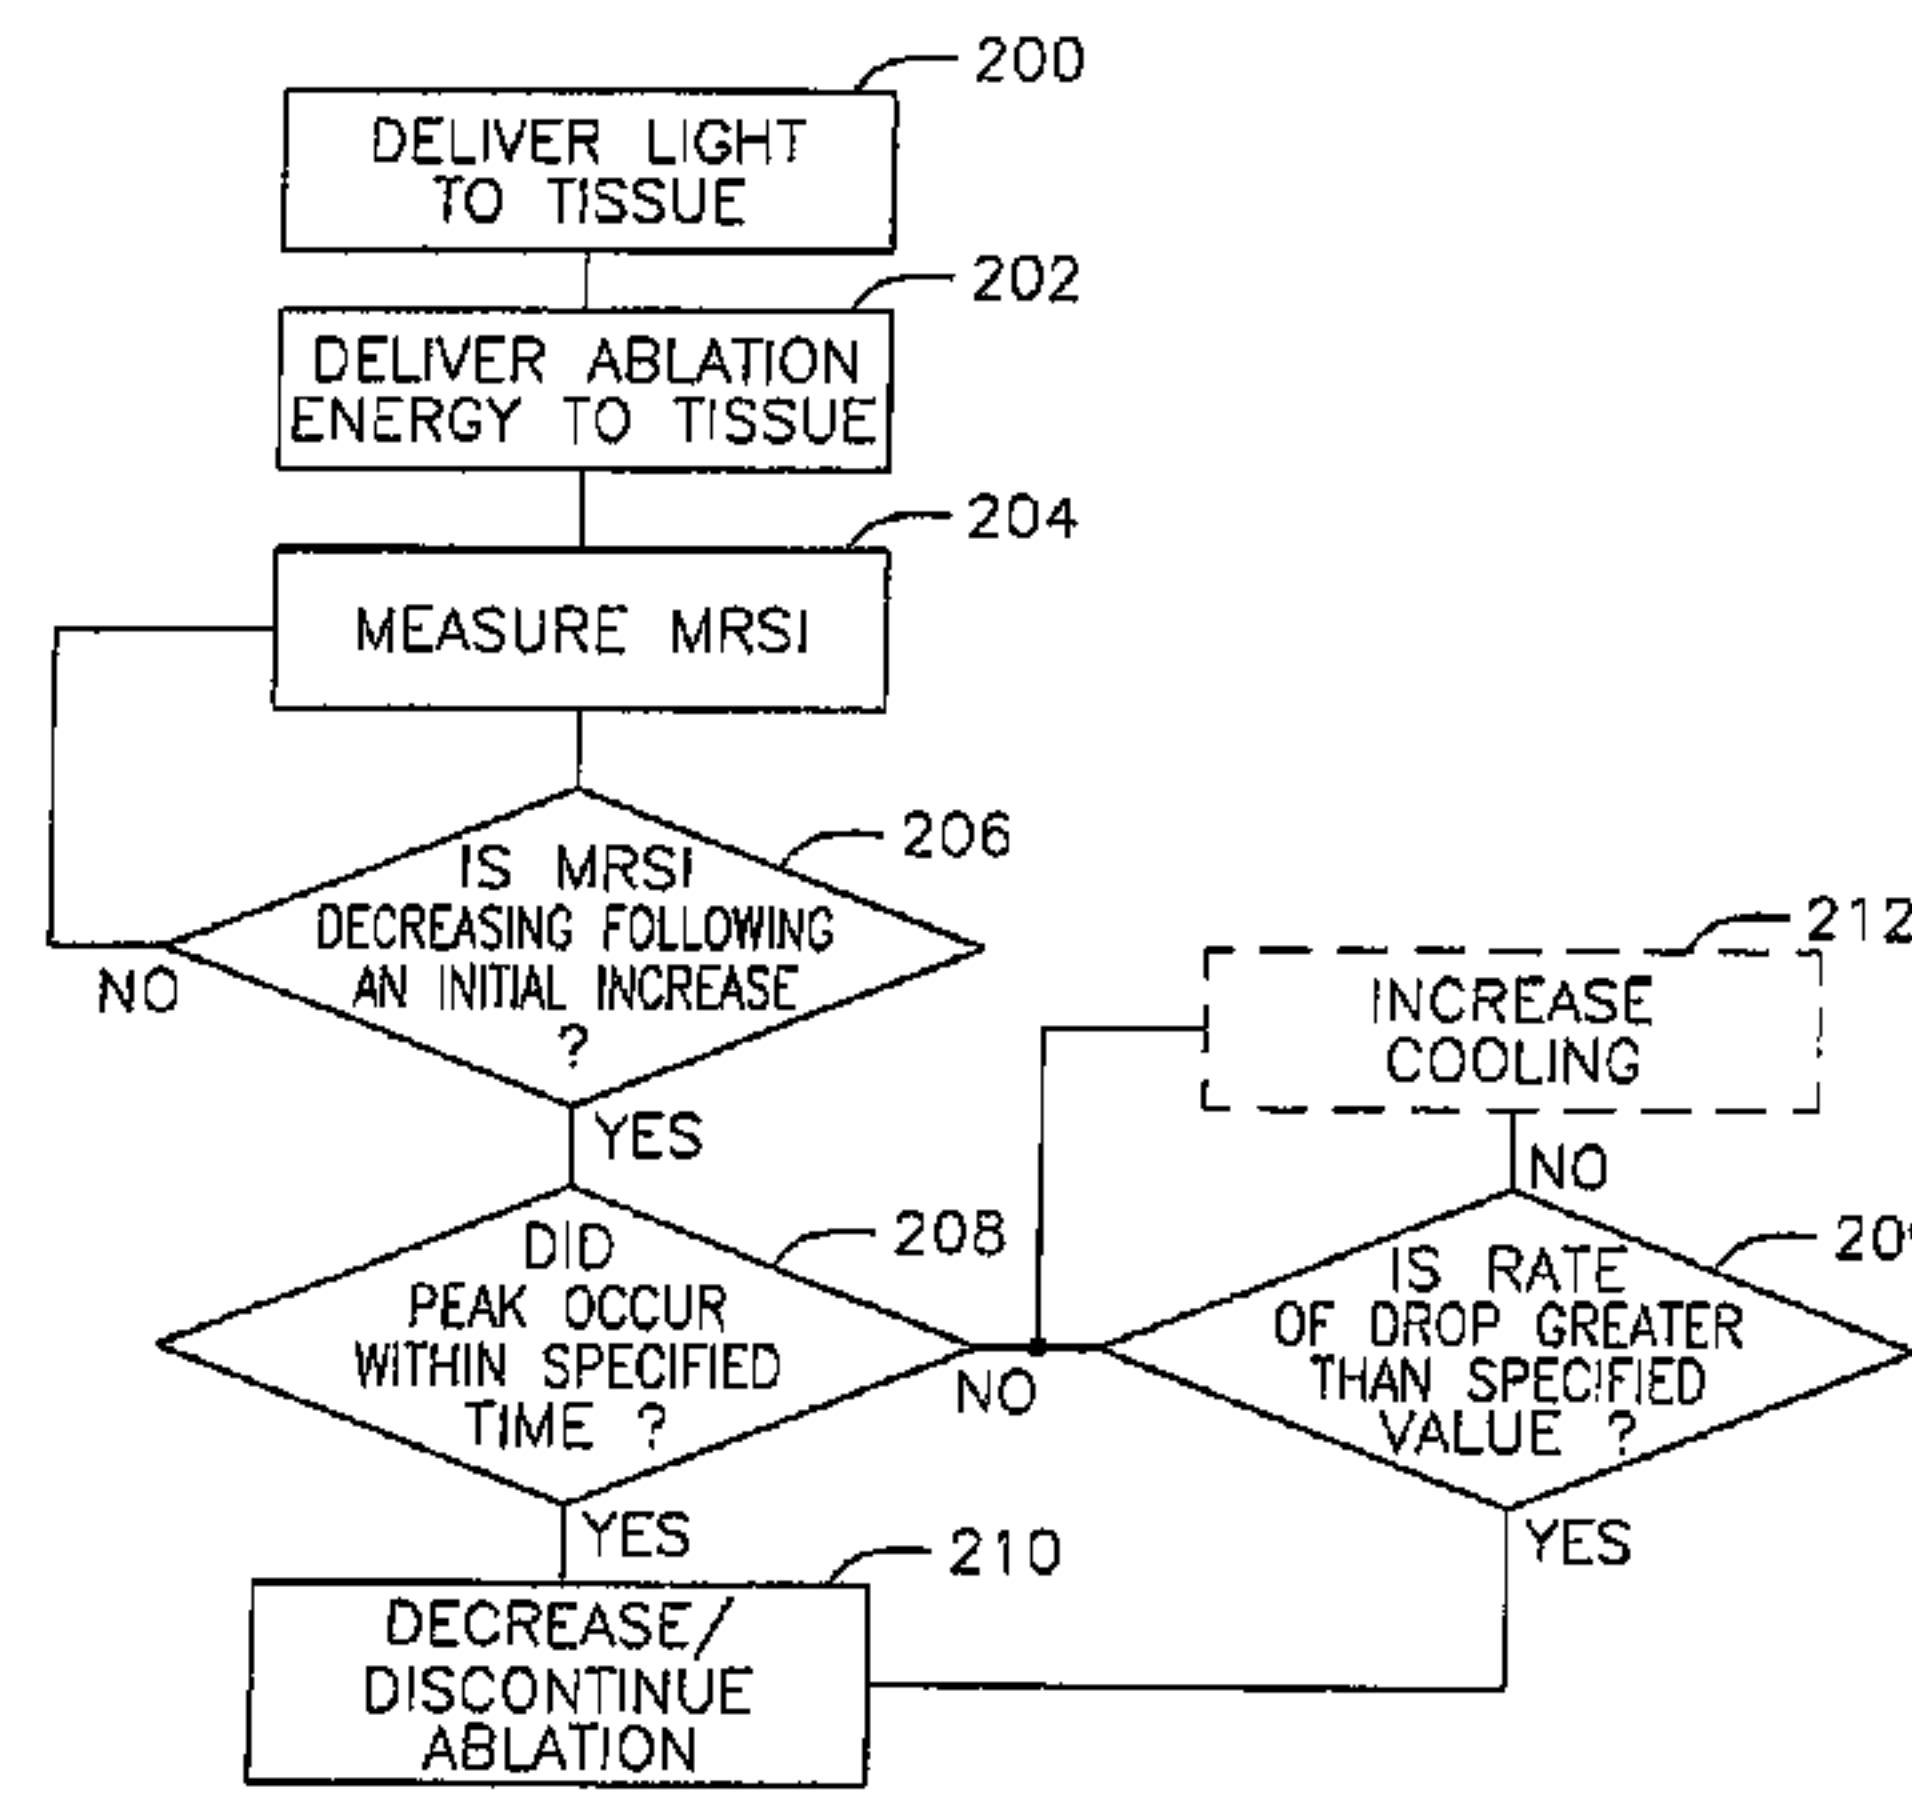 200
DELIVER LIGHT
TO TISSUE
202
DELIVER ABLATION
ENERGY TO TISSUE
204
MEASURE MRSI
206
IS MRSI
DECREASING FOLLOWING
AN INITIAL INCREASE
?
NO
YES
212
INCREASE
COOLING
NO
208
DID
PEAK OCCUR
WITHIN SPECIFIED
TIME ?
NO
IS RATE
OF DROP GREATER
THAN SPECIFIED
VALUE ?
YES
YES
210
DECREASE/
DISCONTINUE
ABLATION